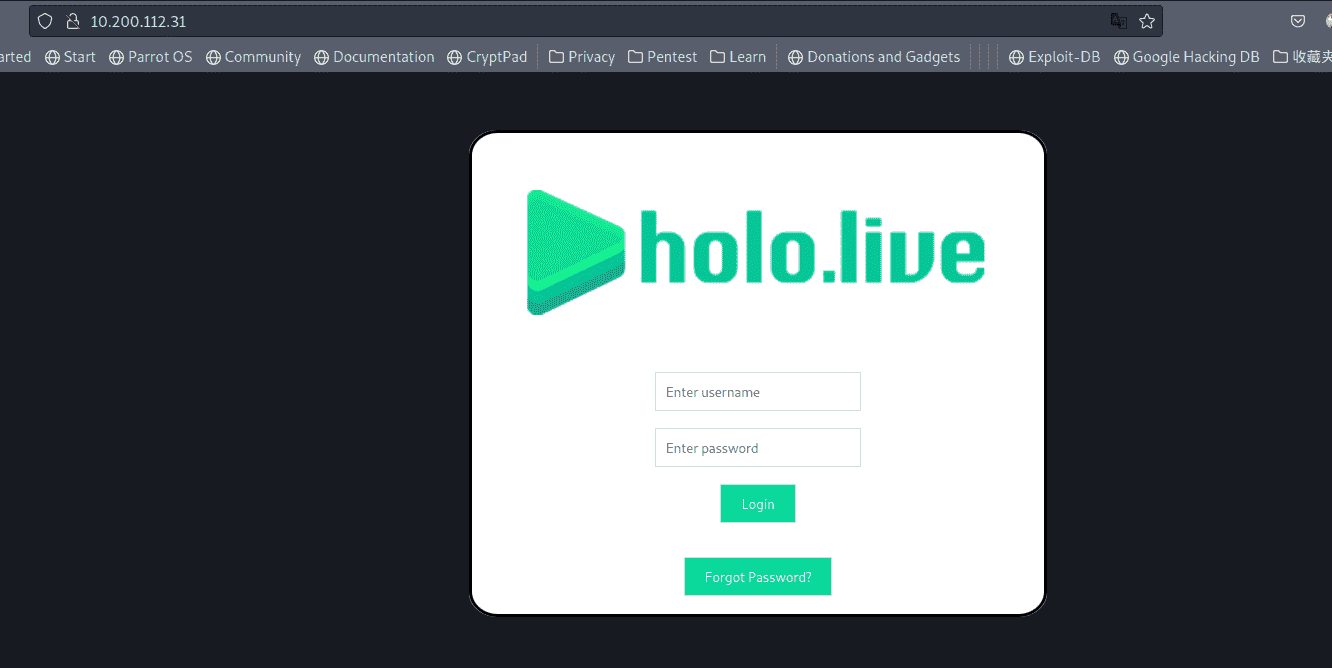 10.200.112.31
arted Start Parrot OS Community Documentation CryptPad Privacy Pentest Learn Donations and Gadgets Exploit-DB Google Hacking DB 收藏夹
holo.live
Enter username
Enter password
Login
Forgot Password?